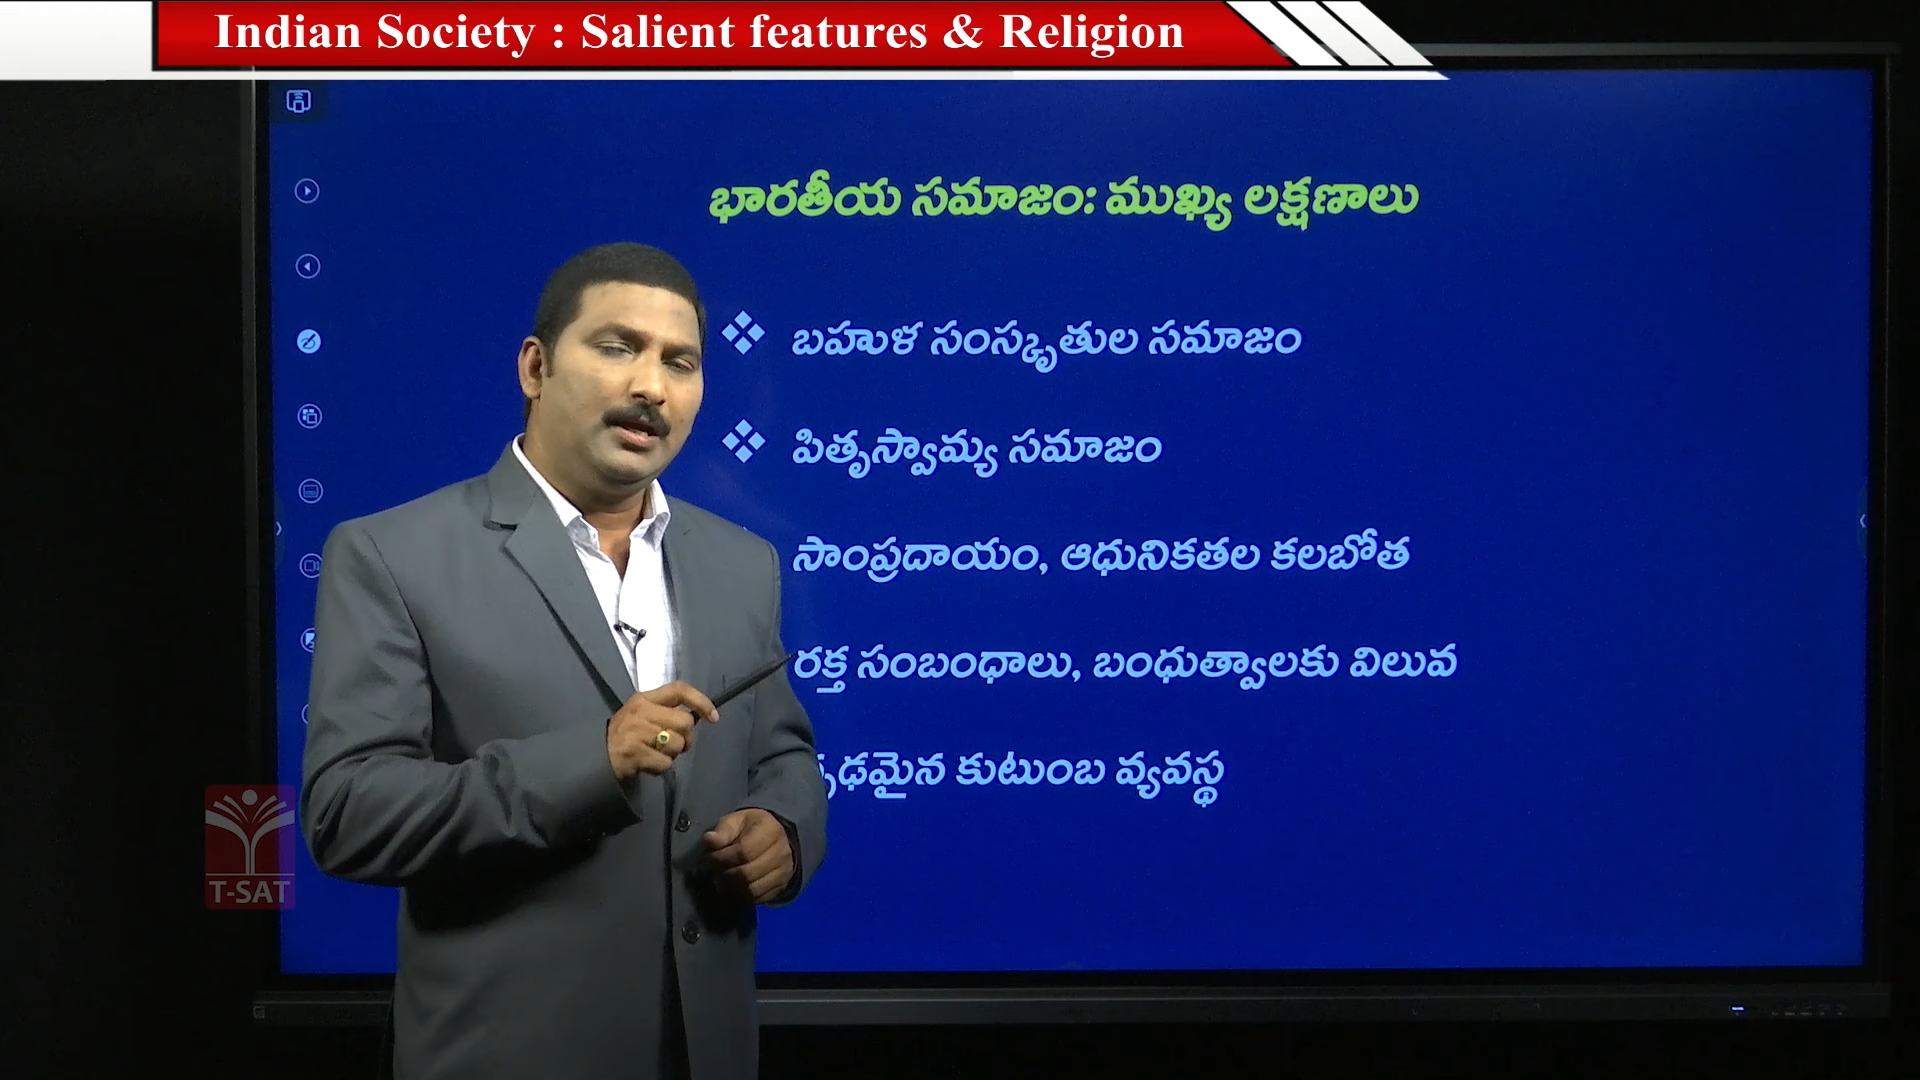 Indian Society : Salient features & Religion
భారతీయ సమాజం: ముఖ్య లక్షణాలు
బహుళ సంస్కృతుల సమాజం
పితృస్వామ్య సమాజం
సాంప్రదాయం, ఆధునికతల కలబోత
రక్త సంబంధాలు, బంధుత్వాలకు విలువ
కుటుంబ వ్యవస్థ
T-SAT